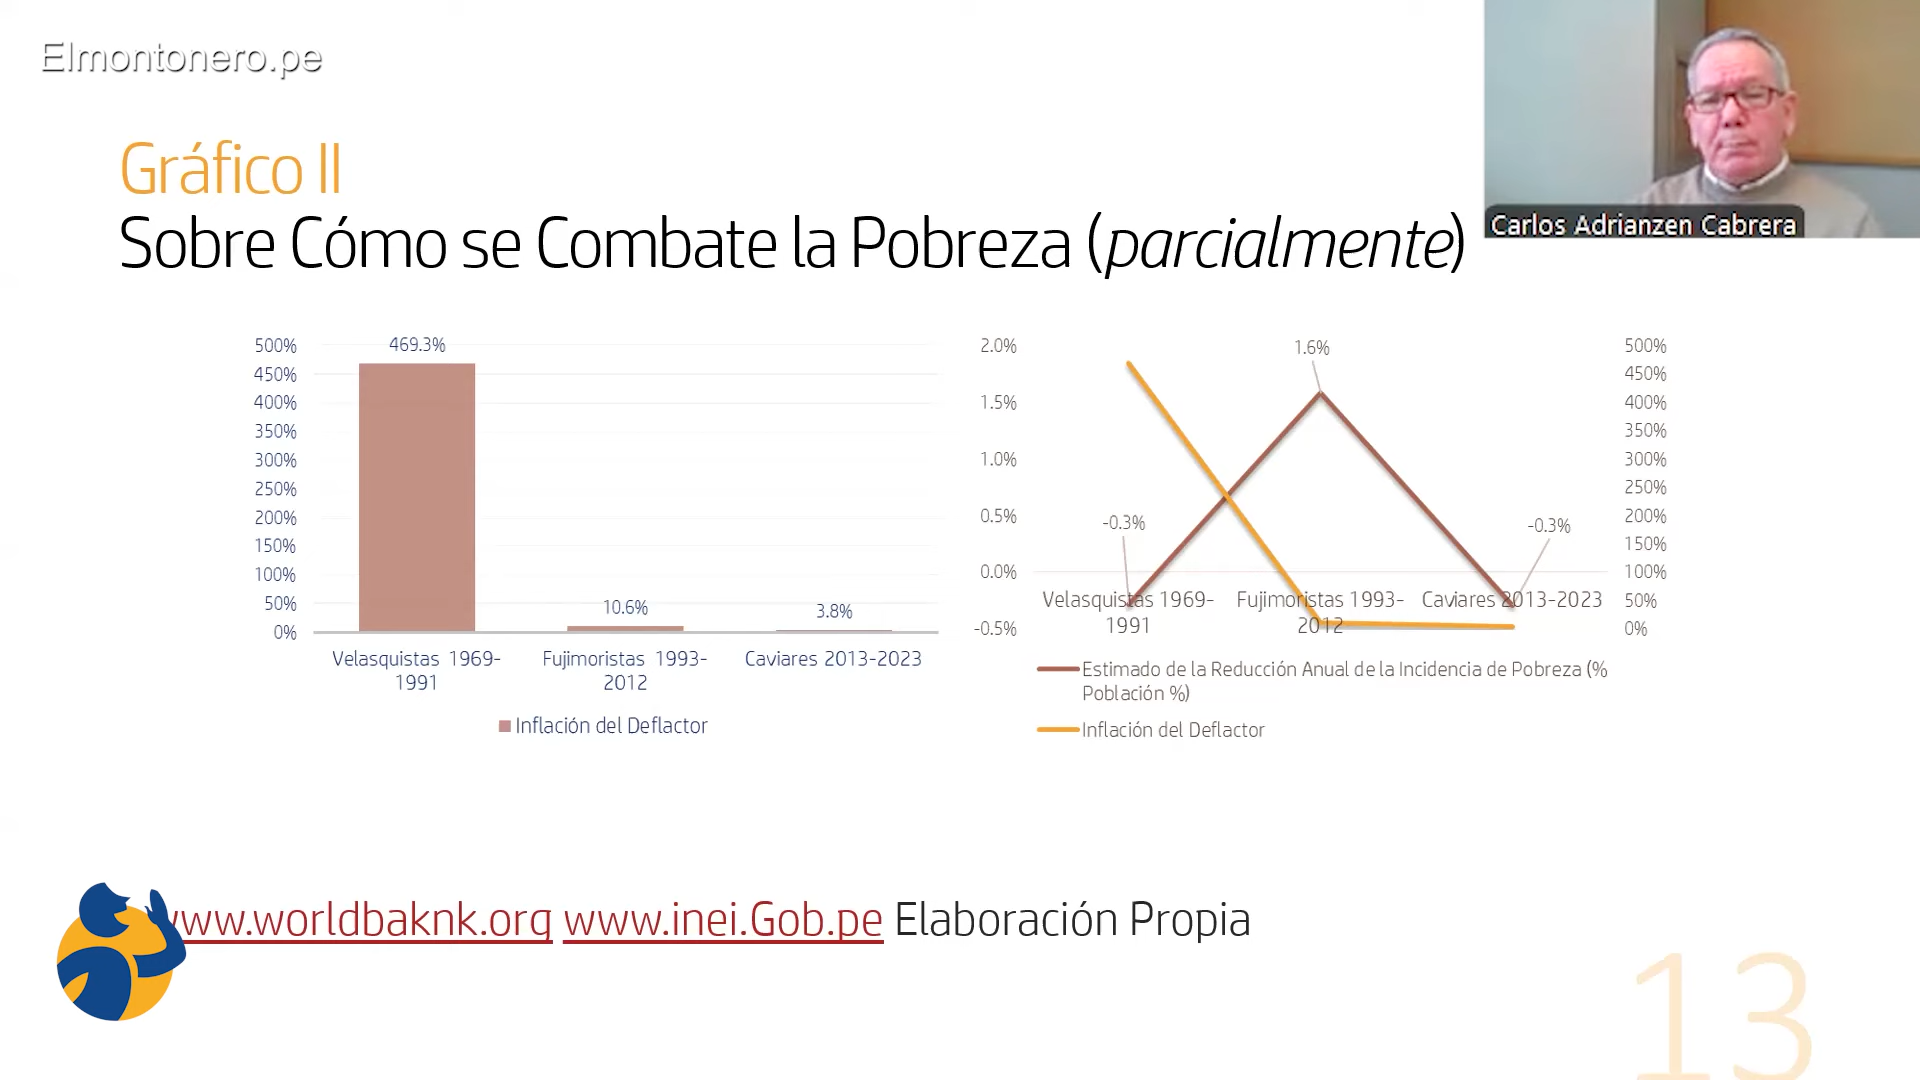 Elmontonero.pe
Carlos Adrianzen Cabrera
Gráfico II
Sobre Cómo se Combate la Pobreza (parcialmente)
500%
450%
400%
350%
300%
250%
200%
150%
100%
50%
0%
469.3%
10.6%
3.8%
Velasquistas 1969-
1991
Fujimoristas 1993-
2012
Caviares 2013-2023
Inflación del Deflactor
2.0%
1.5%
1.0%
0.5%
0.0%
-0.5%
-0.3%
1.6%
-0.3%
500%
450%
400%
350%
300%
250%
200%
150%
100%
50%
0%
Velasquistas 1969-
1991
Fujimoristas 1993-
2012
Caviares 2013-2023
Estimado de la Reducción Anual de la Incidencia de Pobreza (%
Población %)
Inflación del Deflactor
www.worldbaknk.org www.inei.Gob.pe Elaboración Propia
13